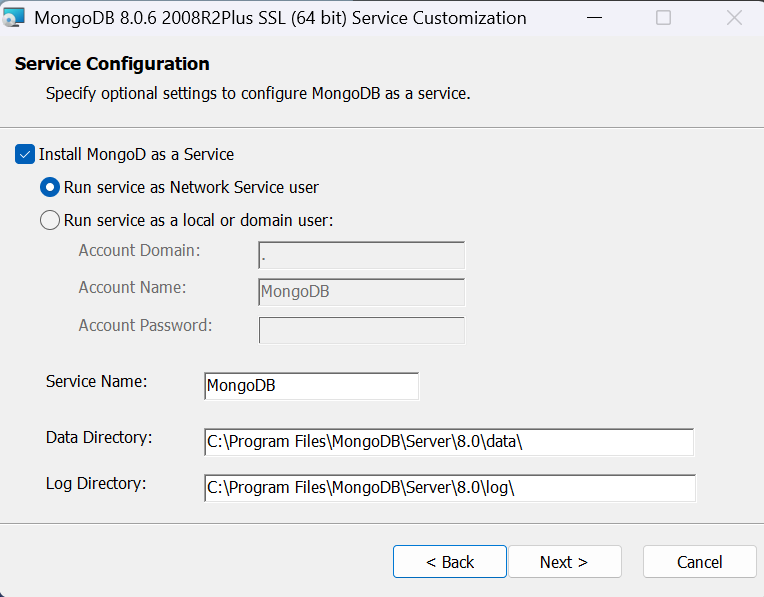 MongoDB 8.0.6 2008R2Plus SSL (64 bit) Service Customization
Service Configuration
Specify optional settings to configure MongoDB as a service.
Install MongoD as a Service
Run service as Network Service user
Run service as a local or domain user:
Account Domain: .
Account Name: MongoDB
Account Password:
Service Name: MongoDB
Data Directory: C:\Program Files\MongoDB\Server\8.0\data\
Log Directory: C:\Program Files\MongoDB\Server\8.0\log\
< Back Next > Cancel